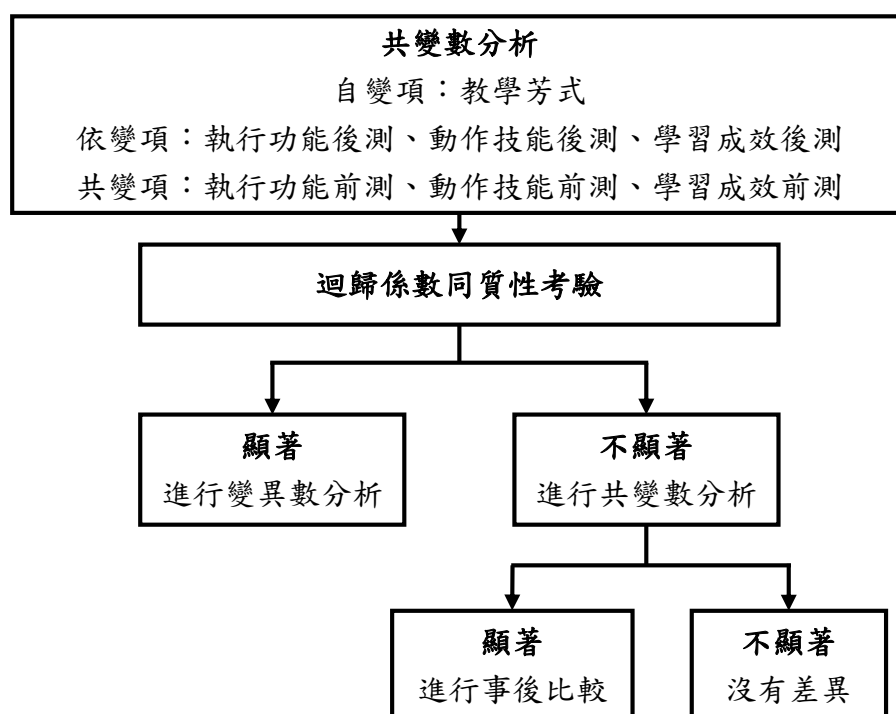 共變數分析
自變項：教學芳式
依變項：執行功能後測、動作技能後測、學習成效後測
共變項：執行功能前測、動作技能前測、學習成效前測
迴歸係數同質性考驗
顯著
進行變異數分析
不顯著
進行共變數分析
顯著
進行事後比較
不顯著
沒有差異